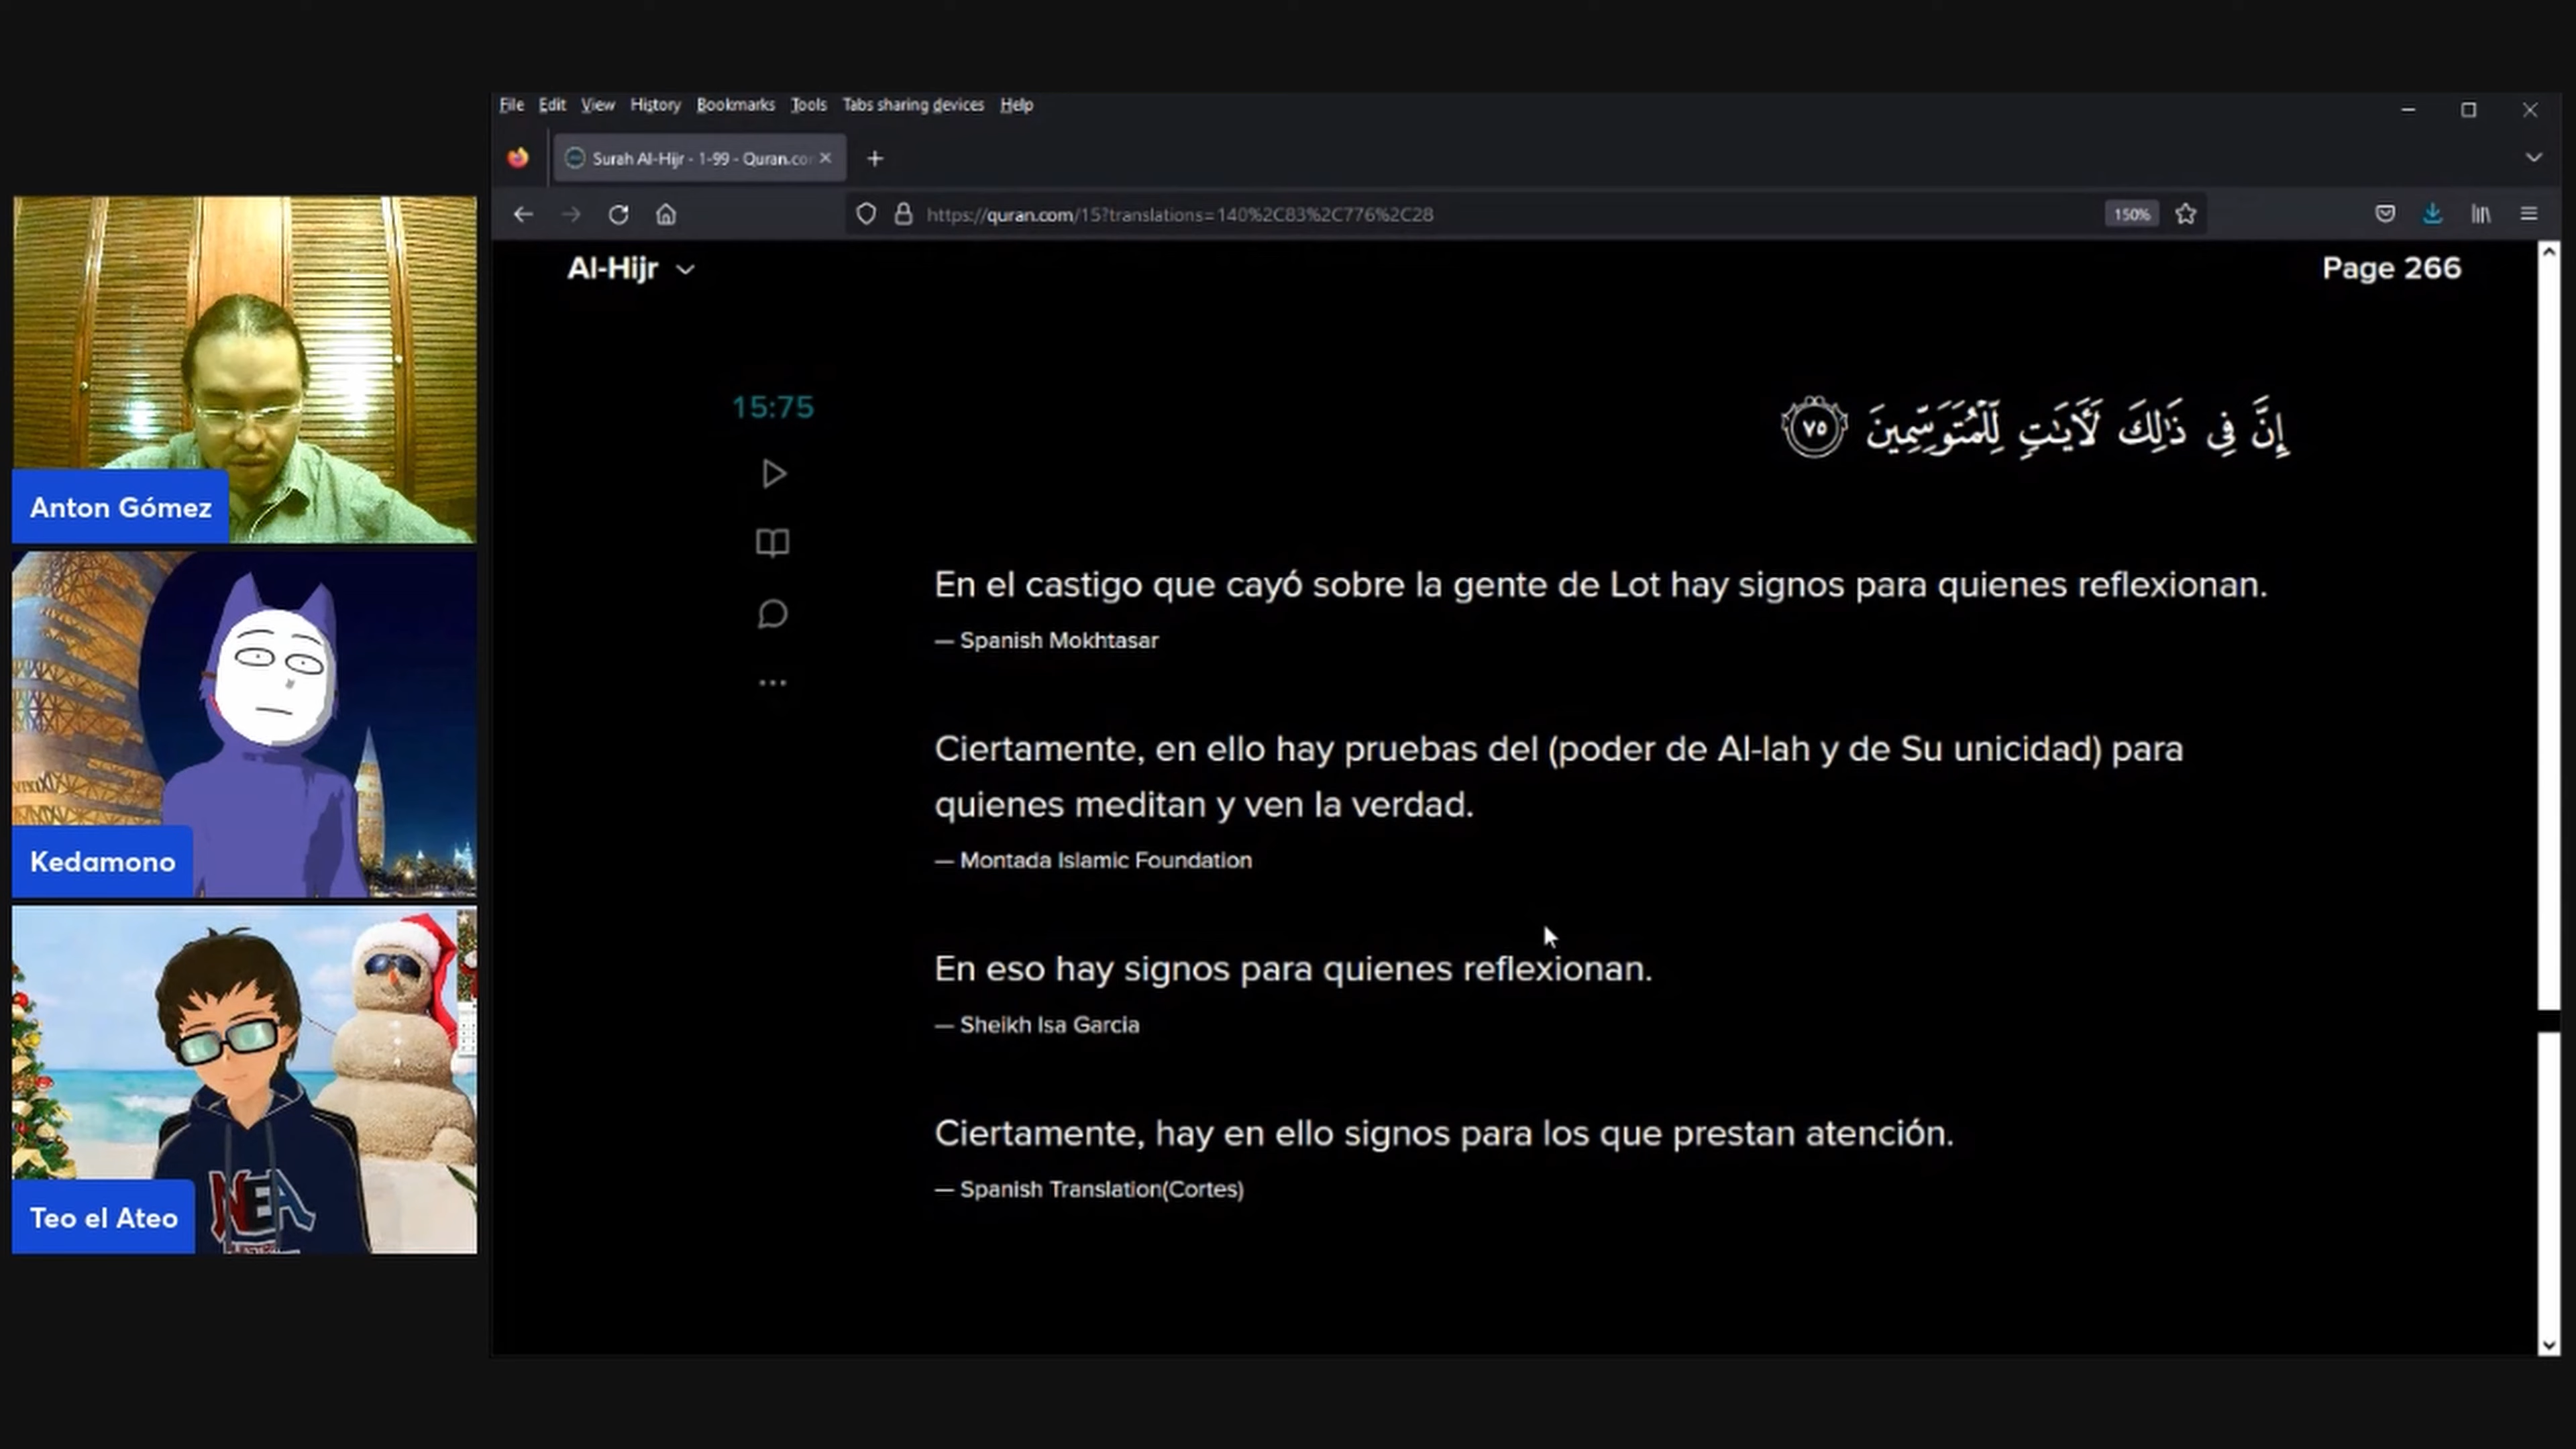 File Edit View History Bookmarks Tools Tabs sharing devices Help
Surah Al-Hijr - 1-99 - Quran.co
https://quran.com/15?translations=140%2C83%2C776%2C28
150%
Al-Hijr
Page 266
15:75
إِنَّ فِى ذَٰلِكَ لَـَٔايَـٰتٍ لِّلْمُتَوَسِّمِينَ ٧٥
En el castigo que cayó sobre la gente de Lot hay signos para quienes reflexionan.
— Spanish Mokhtasar
Ciertamente, en ello hay pruebas del (poder de Al-lah y de Su unicidad) para
quienes meditan y ven la verdad.
— Montada Islamic Foundation
En eso hay signos para quienes reflexionan.
— Sheikh Isa Garcia
Ciertamente, hay en ello signos para los que prestan atención.
— Spanish Translation(Cortes)
Anton Gómez
Kedamono
NEA
Teo el Ateo